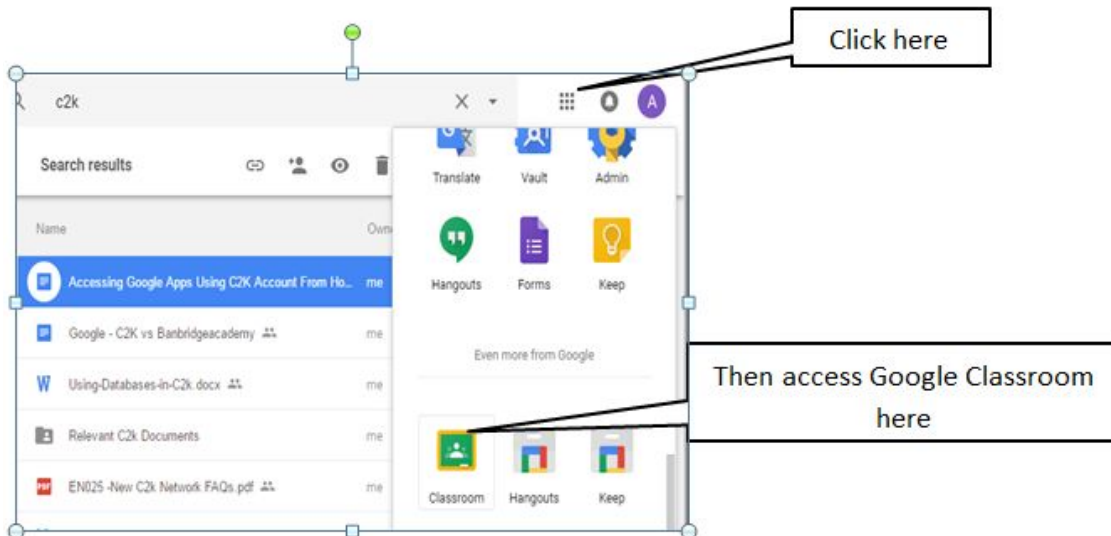 Click here
c2k
A
Search results
Translate Vault Admin
Name
Hangouts Forms Keep
Accessing Google Apps Using C2K Account From Ho... me
Google - C2K vs Banbridgeacademy me
Even more from Google
Using-Databases-in-C2k.docx me
Then access Google Classroom
here
Relevant C2k Documents me
EN025 -New C2k Network FAQs.pdf me
Classroom Hangouts Keep